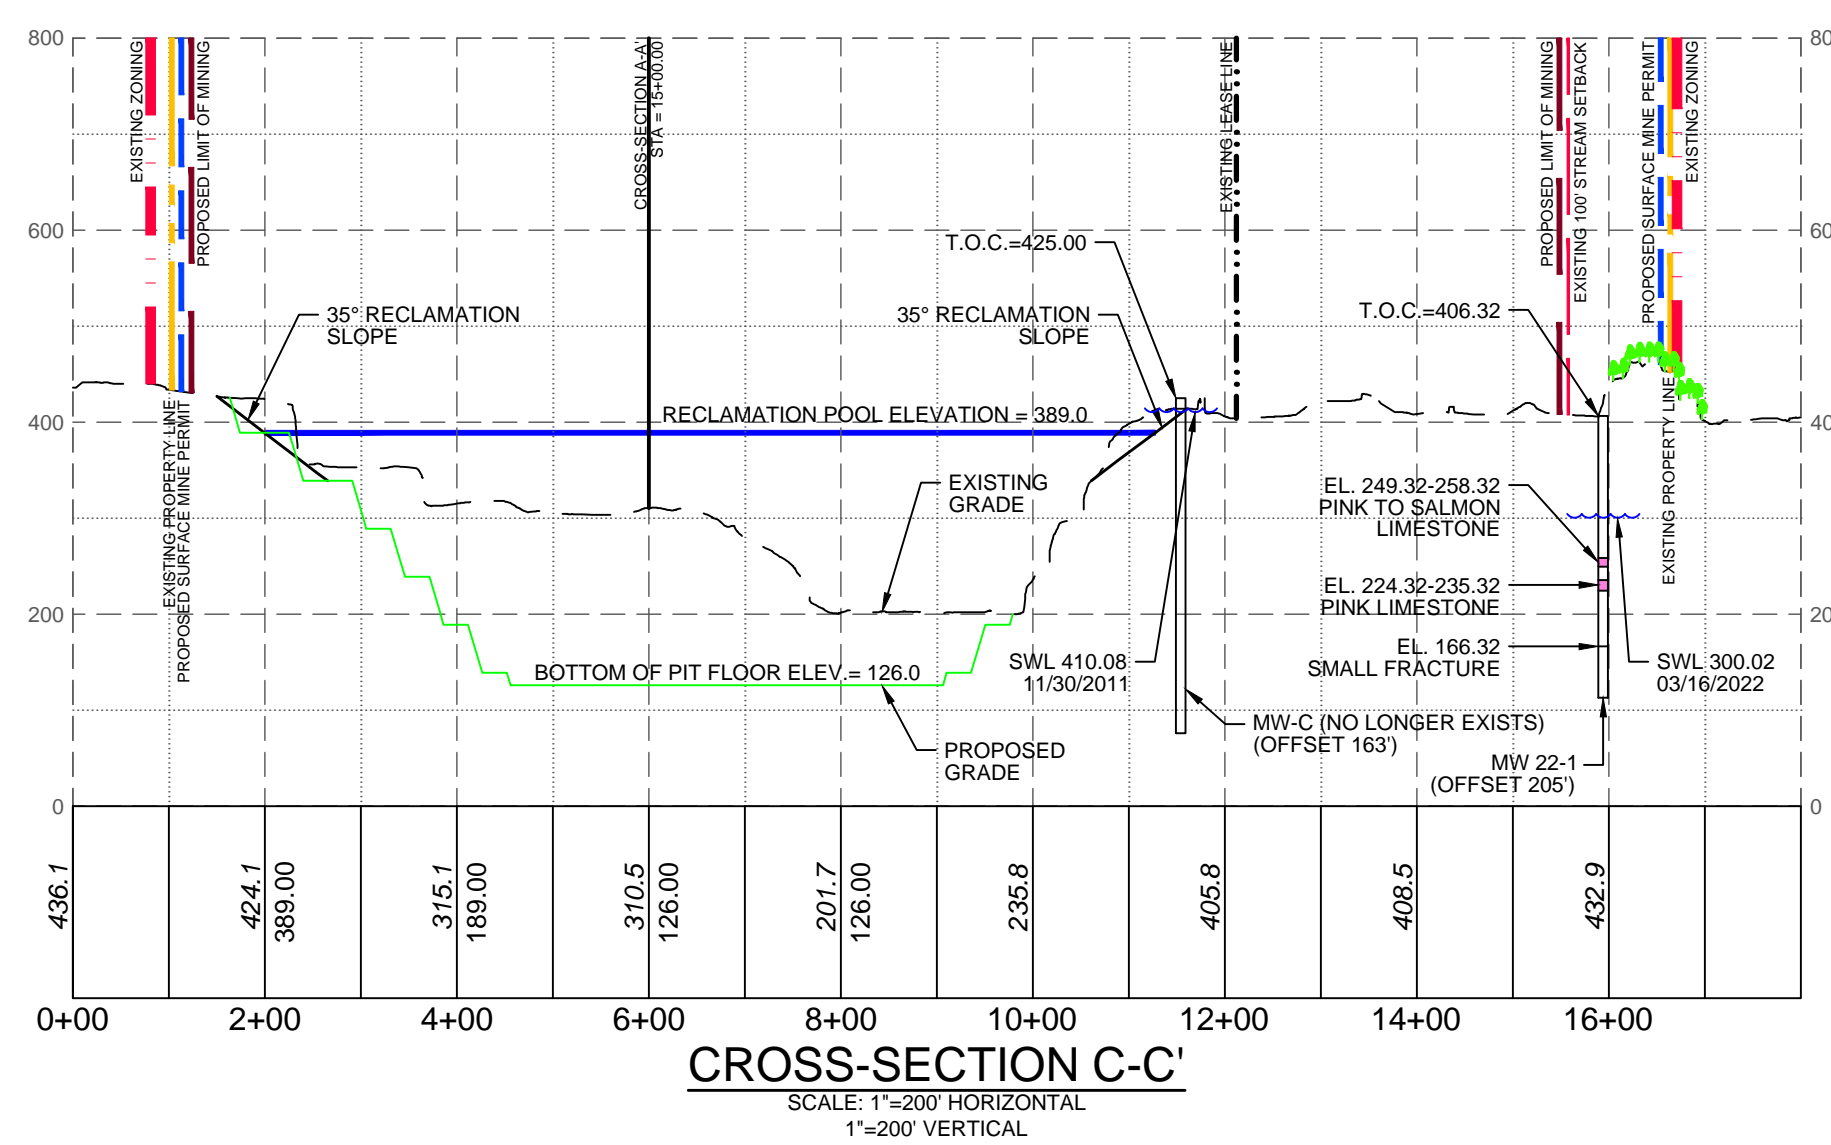 800
600
400
200
0
80
60
40
20
0
EXISTING ZONING
PROPOSED LIMIT OF MINING
EXISTING PROPERTY LINE
PROPOSED SURFACE MINE PERMIT
CROSS-SECTION A-A'
STA = 15+00.00
EXISTING LEASE LINE
PROPOSED LIMIT OF MINING
EXISTING 100' STREAM SETBACK
PROPOSED SURFACE MINE PERMIT
EXISTING ZONING
EXISTING PROPERTY LINE
T.O.C.=425.00
35° RECLAMATION
SLOPE
35° RECLAMATION
SLOPE
T.O.C.=406.32
RECLAMATION POOL ELEVATION = 389.0
EXISTING
GRADE
EL. 249.32-258.32
PINK TO SALMON
LIMESTONE
EL. 224.32-235.32
PINK LIMESTONE
EL. 166.32
SMALL FRACTURE
SWL 410.08
11/30/2011
SWL 300.02
03/16/2022
BOTTOM OF PIT FLOOR ELEV.= 126.0
PROPOSED
GRADE
MW-C (NO LONGER EXISTS)
(OFFSET 163')
MW 22-1
(OFFSET 205')
436.1
424.1
389.00
315.1
189.00
310.5
126.00
201.7
126.00
235.8
405.8
408.5
432.9
0+00 2+00 4+00 6+00 8+00 10+00 12+00 14+00 16+00
CROSS-SECTION C-C'
SCALE: 1"=200' HORIZONTAL
1"=200' VERTICAL